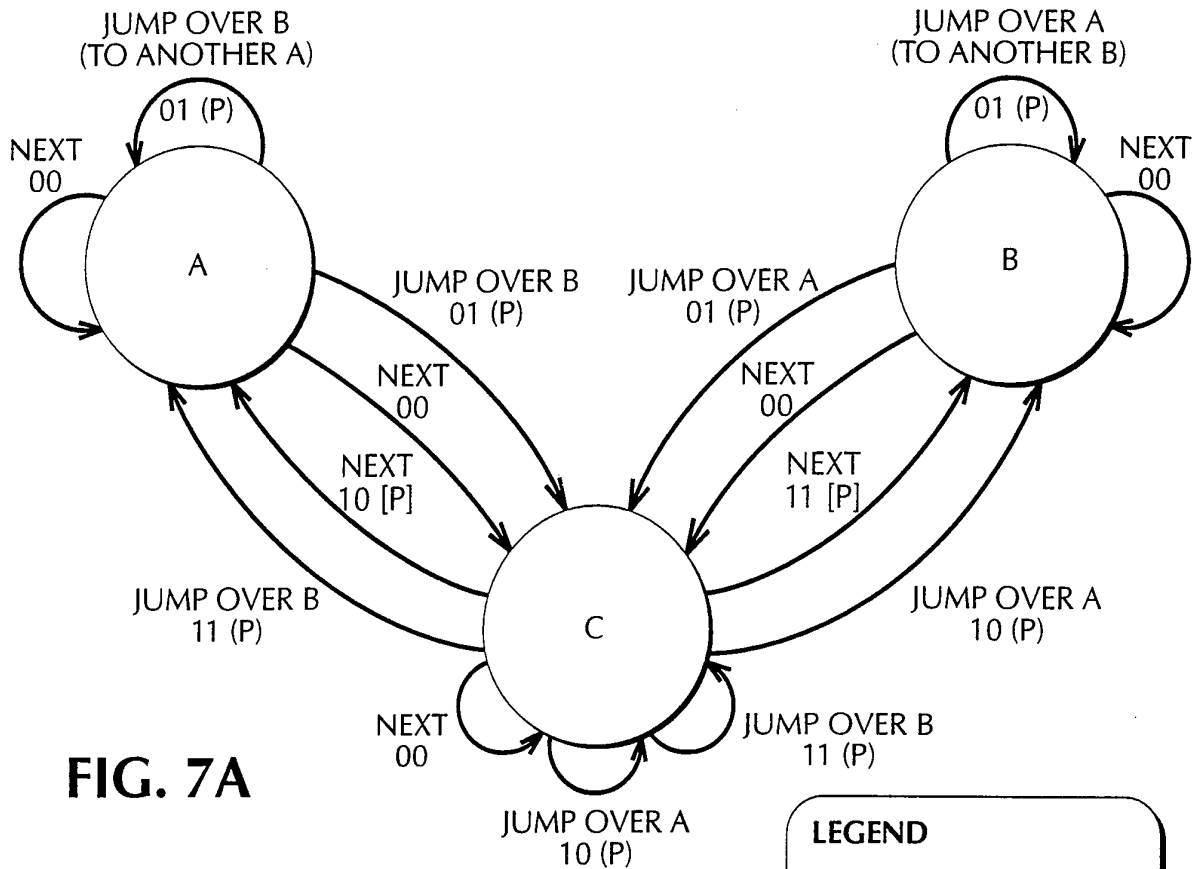 JUMP OVER B
(TO ANOTHER A)
01 (P)
NEXT
00
A
JUMP OVER A
(TO ANOTHER B)
01 (P)
NEXT
00
B
JUMP OVER B
01 (P)
JUMP OVER A
01 (P)
NEXT
00
NEXT
00
NEXT
10 [P]
NEXT
11 [P]
JUMP OVER B
11 (P)
C
JUMP OVER A
10 (P)
NEXT
00
JUMP OVER B
11 (P)
JUMP OVER A
10 (P)
FIG. 7A
LEGEND